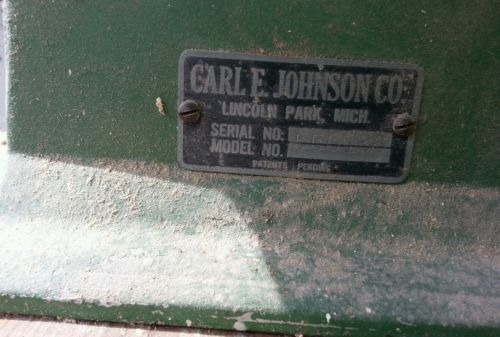 CARL E. JOHNSON CO.
LINCOLN PARK, MICH.
SERIAL NO:
MODEL NO.
PATENTS PENDING